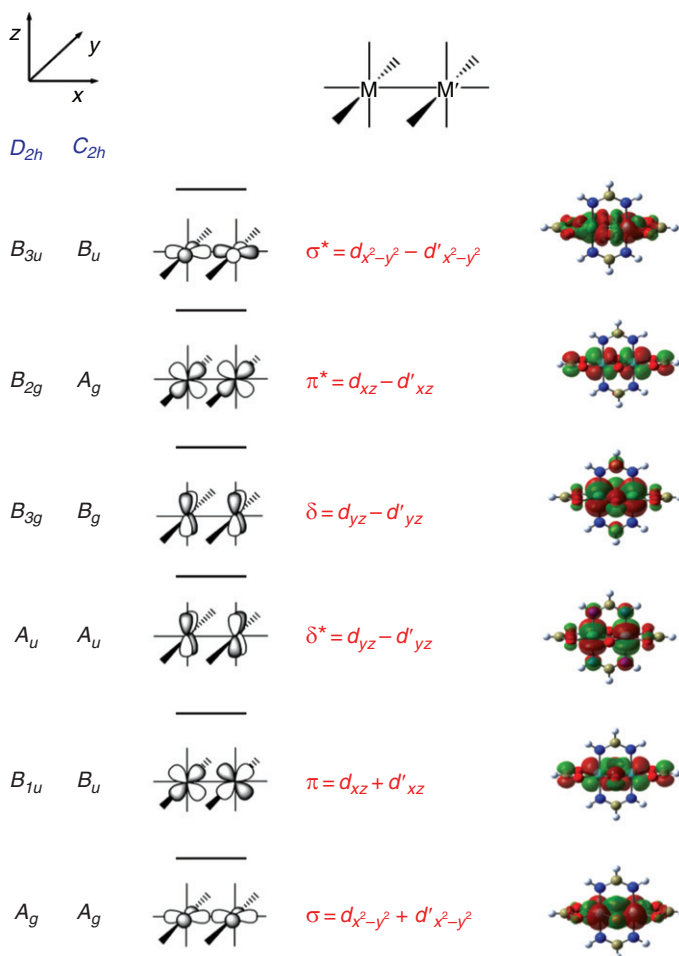 z
y
x
M M′
D2h C2h
B3u Bu σ* = dx²−y² − d′x²−y²
B2g Ag π* = dxz − d′xz
B3g Bg δ = dyz − d′yz
Au Au δ* = dyz − d′yz
B1u Bu π = dxz + d′xz
Ag Ag σ = dx²−y² + d′x²−y²